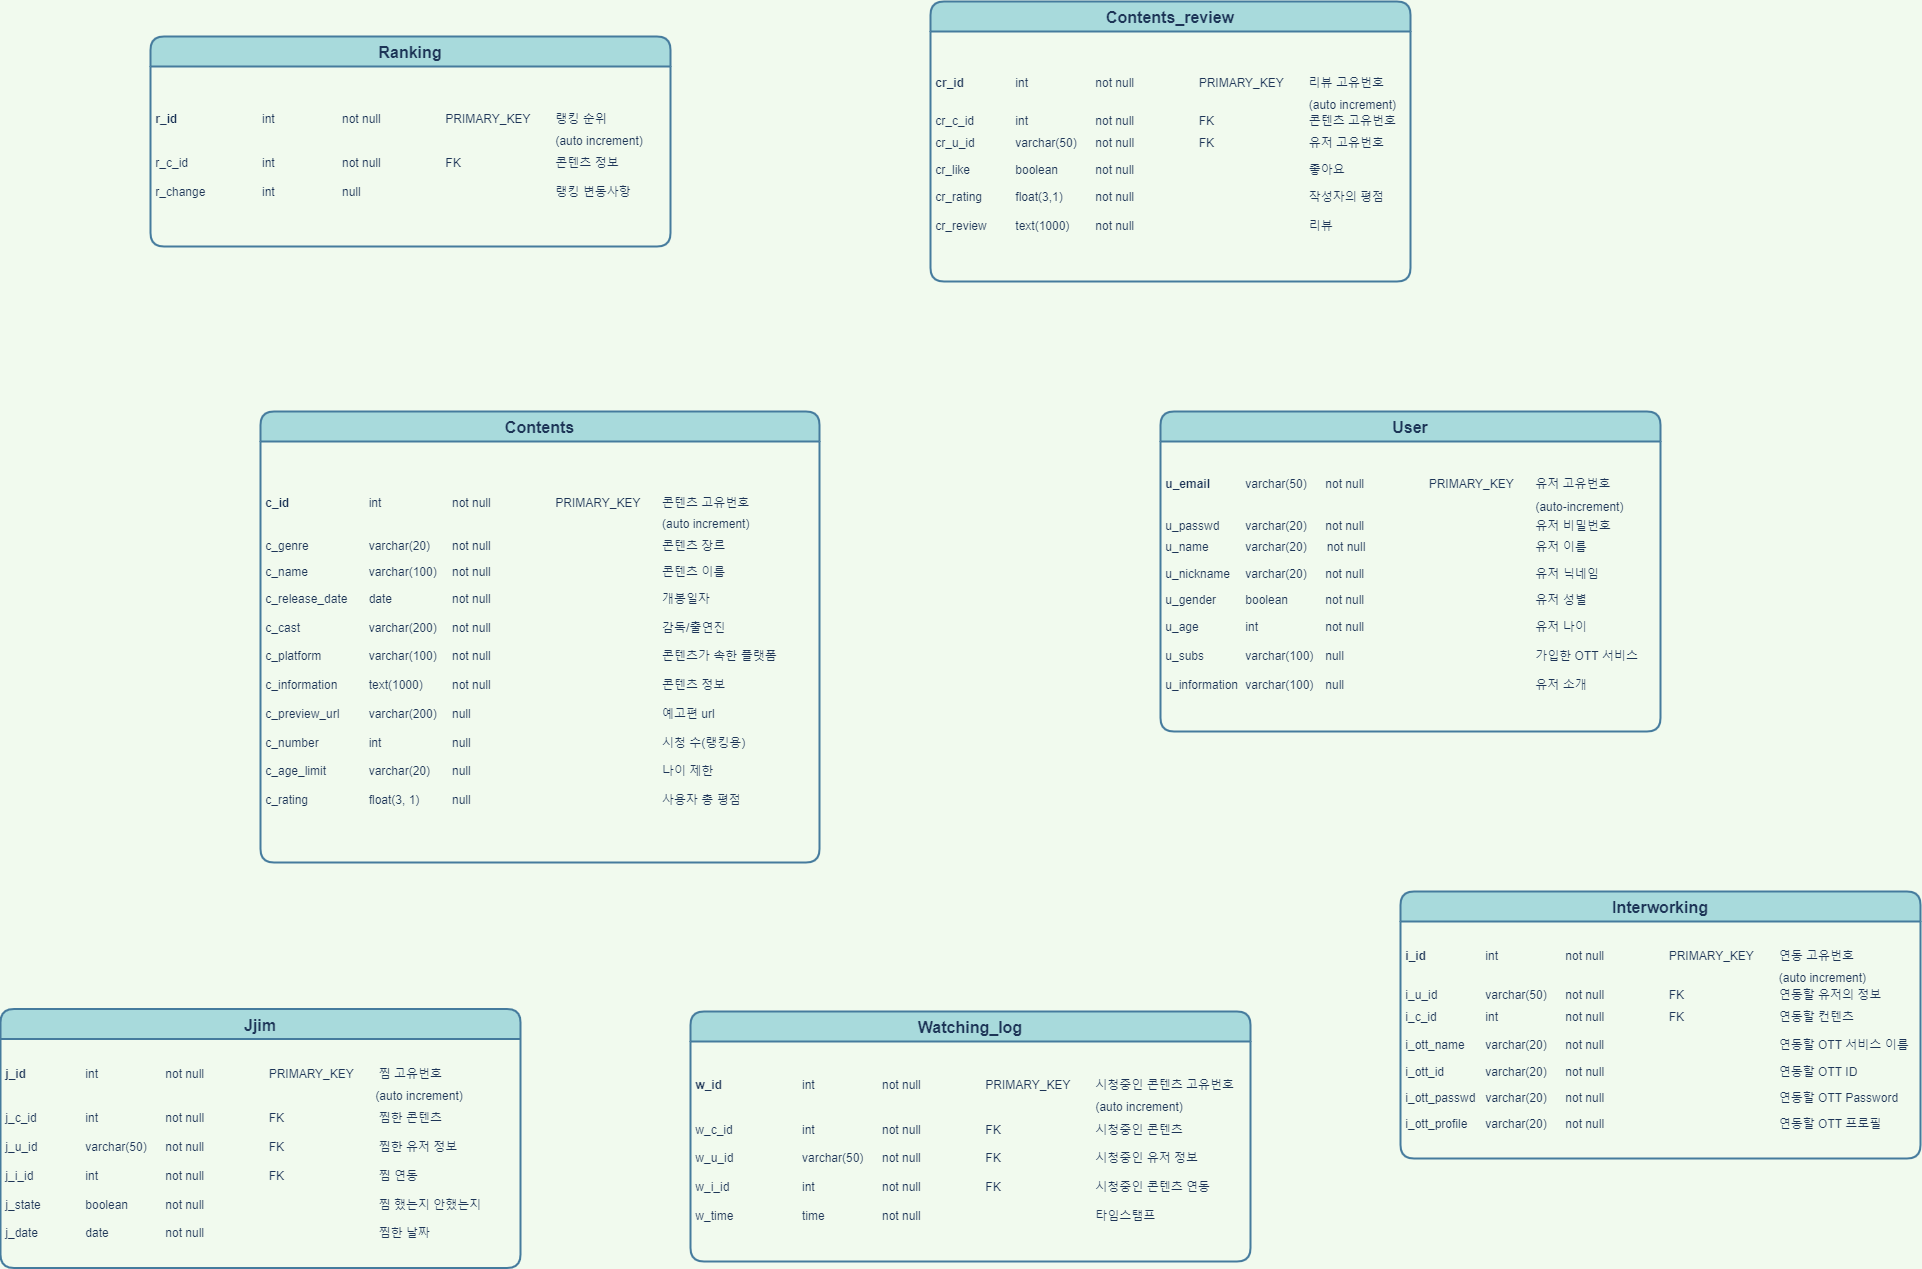 Ranking
r_id int not null PRIMARY_KEY 랭킹 순위
(auto increment)
r_c_id int not null FK 콘텐츠 정보
r_change int null 랭킹 변동사항
Contents_review
cr_id int not null PRIMARY_KEY 리뷰 고유번호
(auto increment)
cr_c_id int not null FK 콘텐츠 고유번호
cr_u_id varchar(50) not null FK 유저 고유번호
cr_like boolean not null 좋아요
cr_rating float(3,1) not null 작성자의 평점
cr_review text(1000) not null 리뷰
Contents
c_id int not null PRIMARY_KEY 콘텐츠 고유번호
(auto increment)
c_genre varchar(20) not null 콘텐츠 장르
c_name varchar(100) not null 콘텐츠 이름
c_release_date date not null 개봉일자
c_cast varchar(200) not null 감독/출연진
c_platform varchar(100) not null 콘텐츠가 속한 플랫폼
c_information text(1000) not null 콘텐츠 정보
c_preview_url varchar(200) null 예고편 url
c_number int null 시청 수(랭킹용)
c_age_limit varchar(20) null 나이 제한
c_rating float(3, 1) null 사용자 총 평점
User
u_email varchar(50) not null PRIMARY_KEY 유저 고유번호
(auto-increment)
u_passwd varchar(20) not null 유저 비밀번호
u_name varchar(20) not null 유저 이름
u_nickname varchar(20) not null 유저 닉네임
u_gender boolean not null 유저 성별
u_age int not null 유저 나이
u_subs varchar(100) null 가입한 OTT 서비스
u_information varchar(100) null 유저 소개
Interworking
i_id int not null PRIMARY_KEY 연동 고유번호
(auto increment)
i_u_id varchar(50) not null FK 연동할 유저의 정보
i_c_id int not null FK 연동할 컨텐츠
i_ott_name varchar(20) not null 연동할 OTT 서비스 이름
i_ott_id varchar(20) not null 연동할 OTT ID
i_ott_passwd varchar(20) not null 연동할 OTT Password
i_ott_profile varchar(20) not null 연동할 OTT 프로필
Jjim
j_id int not null PRIMARY_KEY 찜 고유번호
(auto increment)
j_c_id int not null FK 찜한 콘텐츠
j_u_id varchar(50) not null FK 찜한 유저 정보
j_i_id int not null FK 찜 연동
j_state boolean not null 찜 했는지 안했는지
j_date date not null 찜한 날짜
Watching_log
w_id int not null PRIMARY_KEY 시청중인 콘텐츠 고유번호
(auto increment)
w_c_id int not null FK 시청중인 콘텐츠
w_u_id varchar(50) not null FK 시청중인 유저 정보
w_i_id int not null FK 시청중인 콘텐츠 연동
w_time time not null 타임스탬프